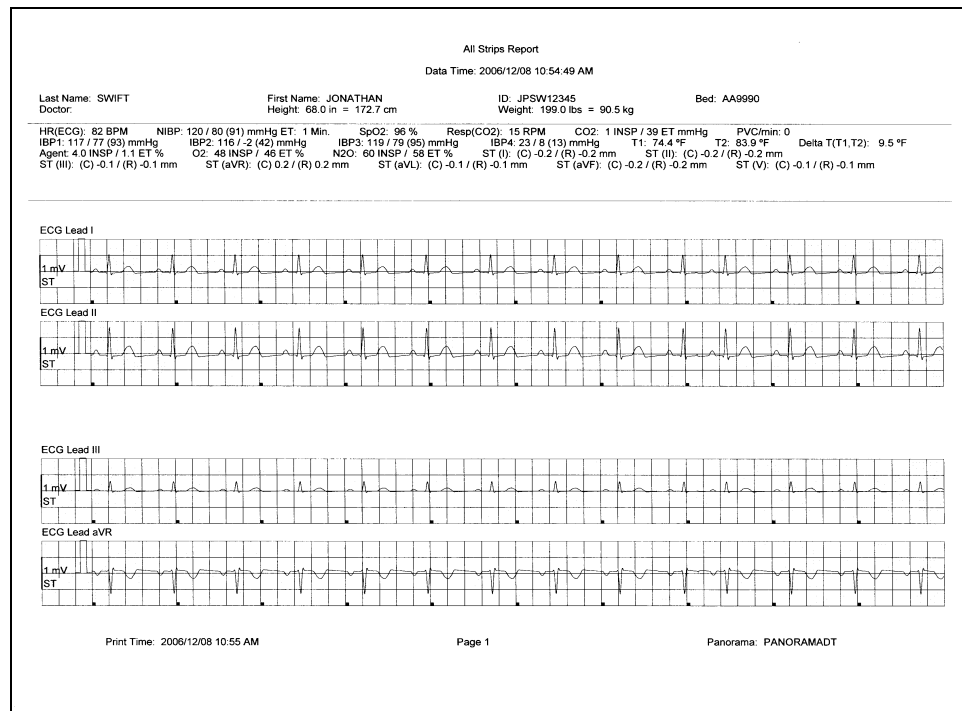 All Strips Report
Data Time: 2006/12/08 10:54:49 AM
Last Name: SWIFT First Name: JONATHAN ID: JPSW12345 Bed: AA9990
Doctor: Height: 68.0 in = 172.7 cm Weight: 199.0 lbs = 90.5 kg
HR(ECG): 82 BPM NIBP: 120 / 80 (91) mmHg ET: 1 Min. SpO2: 96 % Resp(CO2): 15 RPM CO2: 1 INSP / 39 ET mmHg PVC/min: 0
IBP1: 117 / 77 (93) mmHg IBP2: 116 / -2 (42) mmHg IBP3: 119 / 79 (95) mmHg IBP4: 23 / 8 (13) mmHg T1: 74.4 ºF T2: 83.9 ºF Delta T(T1,T2): 9.5 ºF
Agent: 4.0 INSP / 1.1 ET % O2: 48 INSP / 46 ET % N2O: 60 INSP / 58 ET % ST (I): (C) -0.2 / (R) -0.2 mm ST (II): (C) -0.2 / (R) -0.2 mm
ST (III): (C) -0.1 / (R) -0.1 mm ST (aVR): (C) 0.2 / (R) 0.2 mm ST (aVL): (C) -0.1 / (R) -0.1 mm ST (aVF): (C) -0.2 / (R) -0.2 mm ST (V): (C) -0.1 / (R) -0.1 mm
ECG Lead I
1 mV
ST
ECG Lead II
1 mV
ST
ECG Lead III
1 mV
ST
ECG Lead aVR
1 mV
ST
Print Time: 2006/12/08 10:55 AM Page 1 Panorama: PANORAMADT